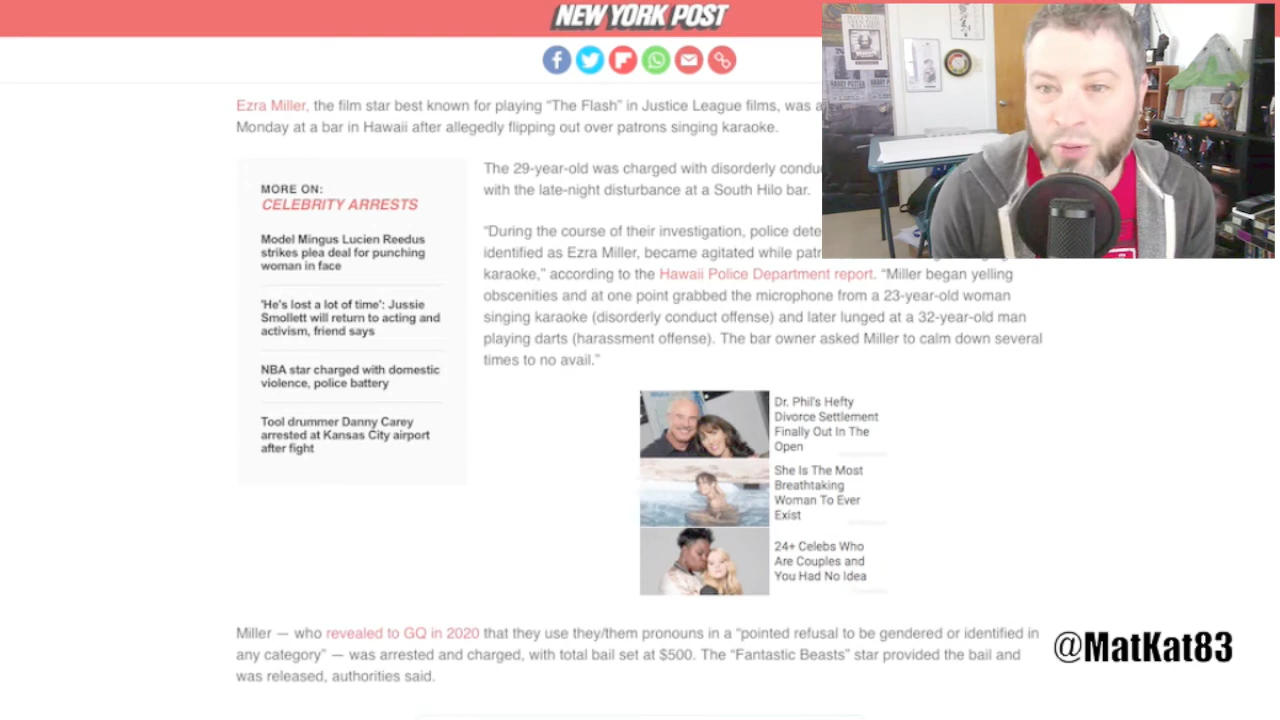 NEW YORK POST
Ezra Miller, the film star best known for playing “The Flash” in Justice League films, was a
Monday at a bar in Hawaii after allegedly flipping out over patrons singing karaoke.
MORE ON:
CELEBRITY ARRESTS
Model Mingus Lucien Reedus
strikes plea deal for punching
woman in face
'He's lost a lot of time': Jussie
Smollett will return to acting and
activism, friend says
NBA star charged with domestic
violence, police battery
Tool drummer Danny Carey
arrested at Kansas City airport
after fight
The 29-year-old was charged with disorderly condu
with the late-night disturbance at a South Hilo bar.
“During the course of their investigation, police dete
identified as Ezra Miller, became agitated while pat
karaoke,” according to the Hawaii Police Department report. “Miller began yelling
obscenities and at one point grabbed the microphone from a 23-year-old woman
singing karaoke (disorderly conduct offense) and later lunged at a 32-year-old man
playing darts (harassment offense). The bar owner asked Miller to calm down several
times to no avail.”
Dr. Phil's Hefty
Divorce Settlement
Finally Out In The
Open
She Is The Most
Breathtaking
Woman To Ever
Exist
24+ Celebs Who
Are Couples and
You Had No Idea
Miller — who revealed to GQ in 2020 that they use they/them pronouns in a “pointed refusal to be gendered or identified in
any category” — was arrested and charged, with total bail set at $500. The “Fantastic Beasts” star provided the bail and
was released, authorities said.
@MatKat83
HARRY POTTER